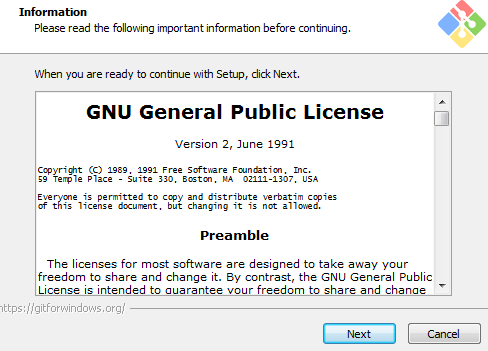 Information
Please read the following important information before continuing.
When you are ready to continue with Setup, click Next.
GNU General Public License
Version 2, June 1991
Copyright (C) 1989, 1991 Free Software Foundation, Inc.
59 Temple Place - Suite 330, Boston, MA  02111-1307, USA
Everyone is permitted to copy and distribute verbatim copies
of this license document, but changing it is not allowed.
Preamble
The licenses for most software are designed to take away your
freedom to share and change it. By contrast, the GNU General Public
License is intended to guarantee your freedom to share and change
https://gitforwindows.org/
Next
Cancel